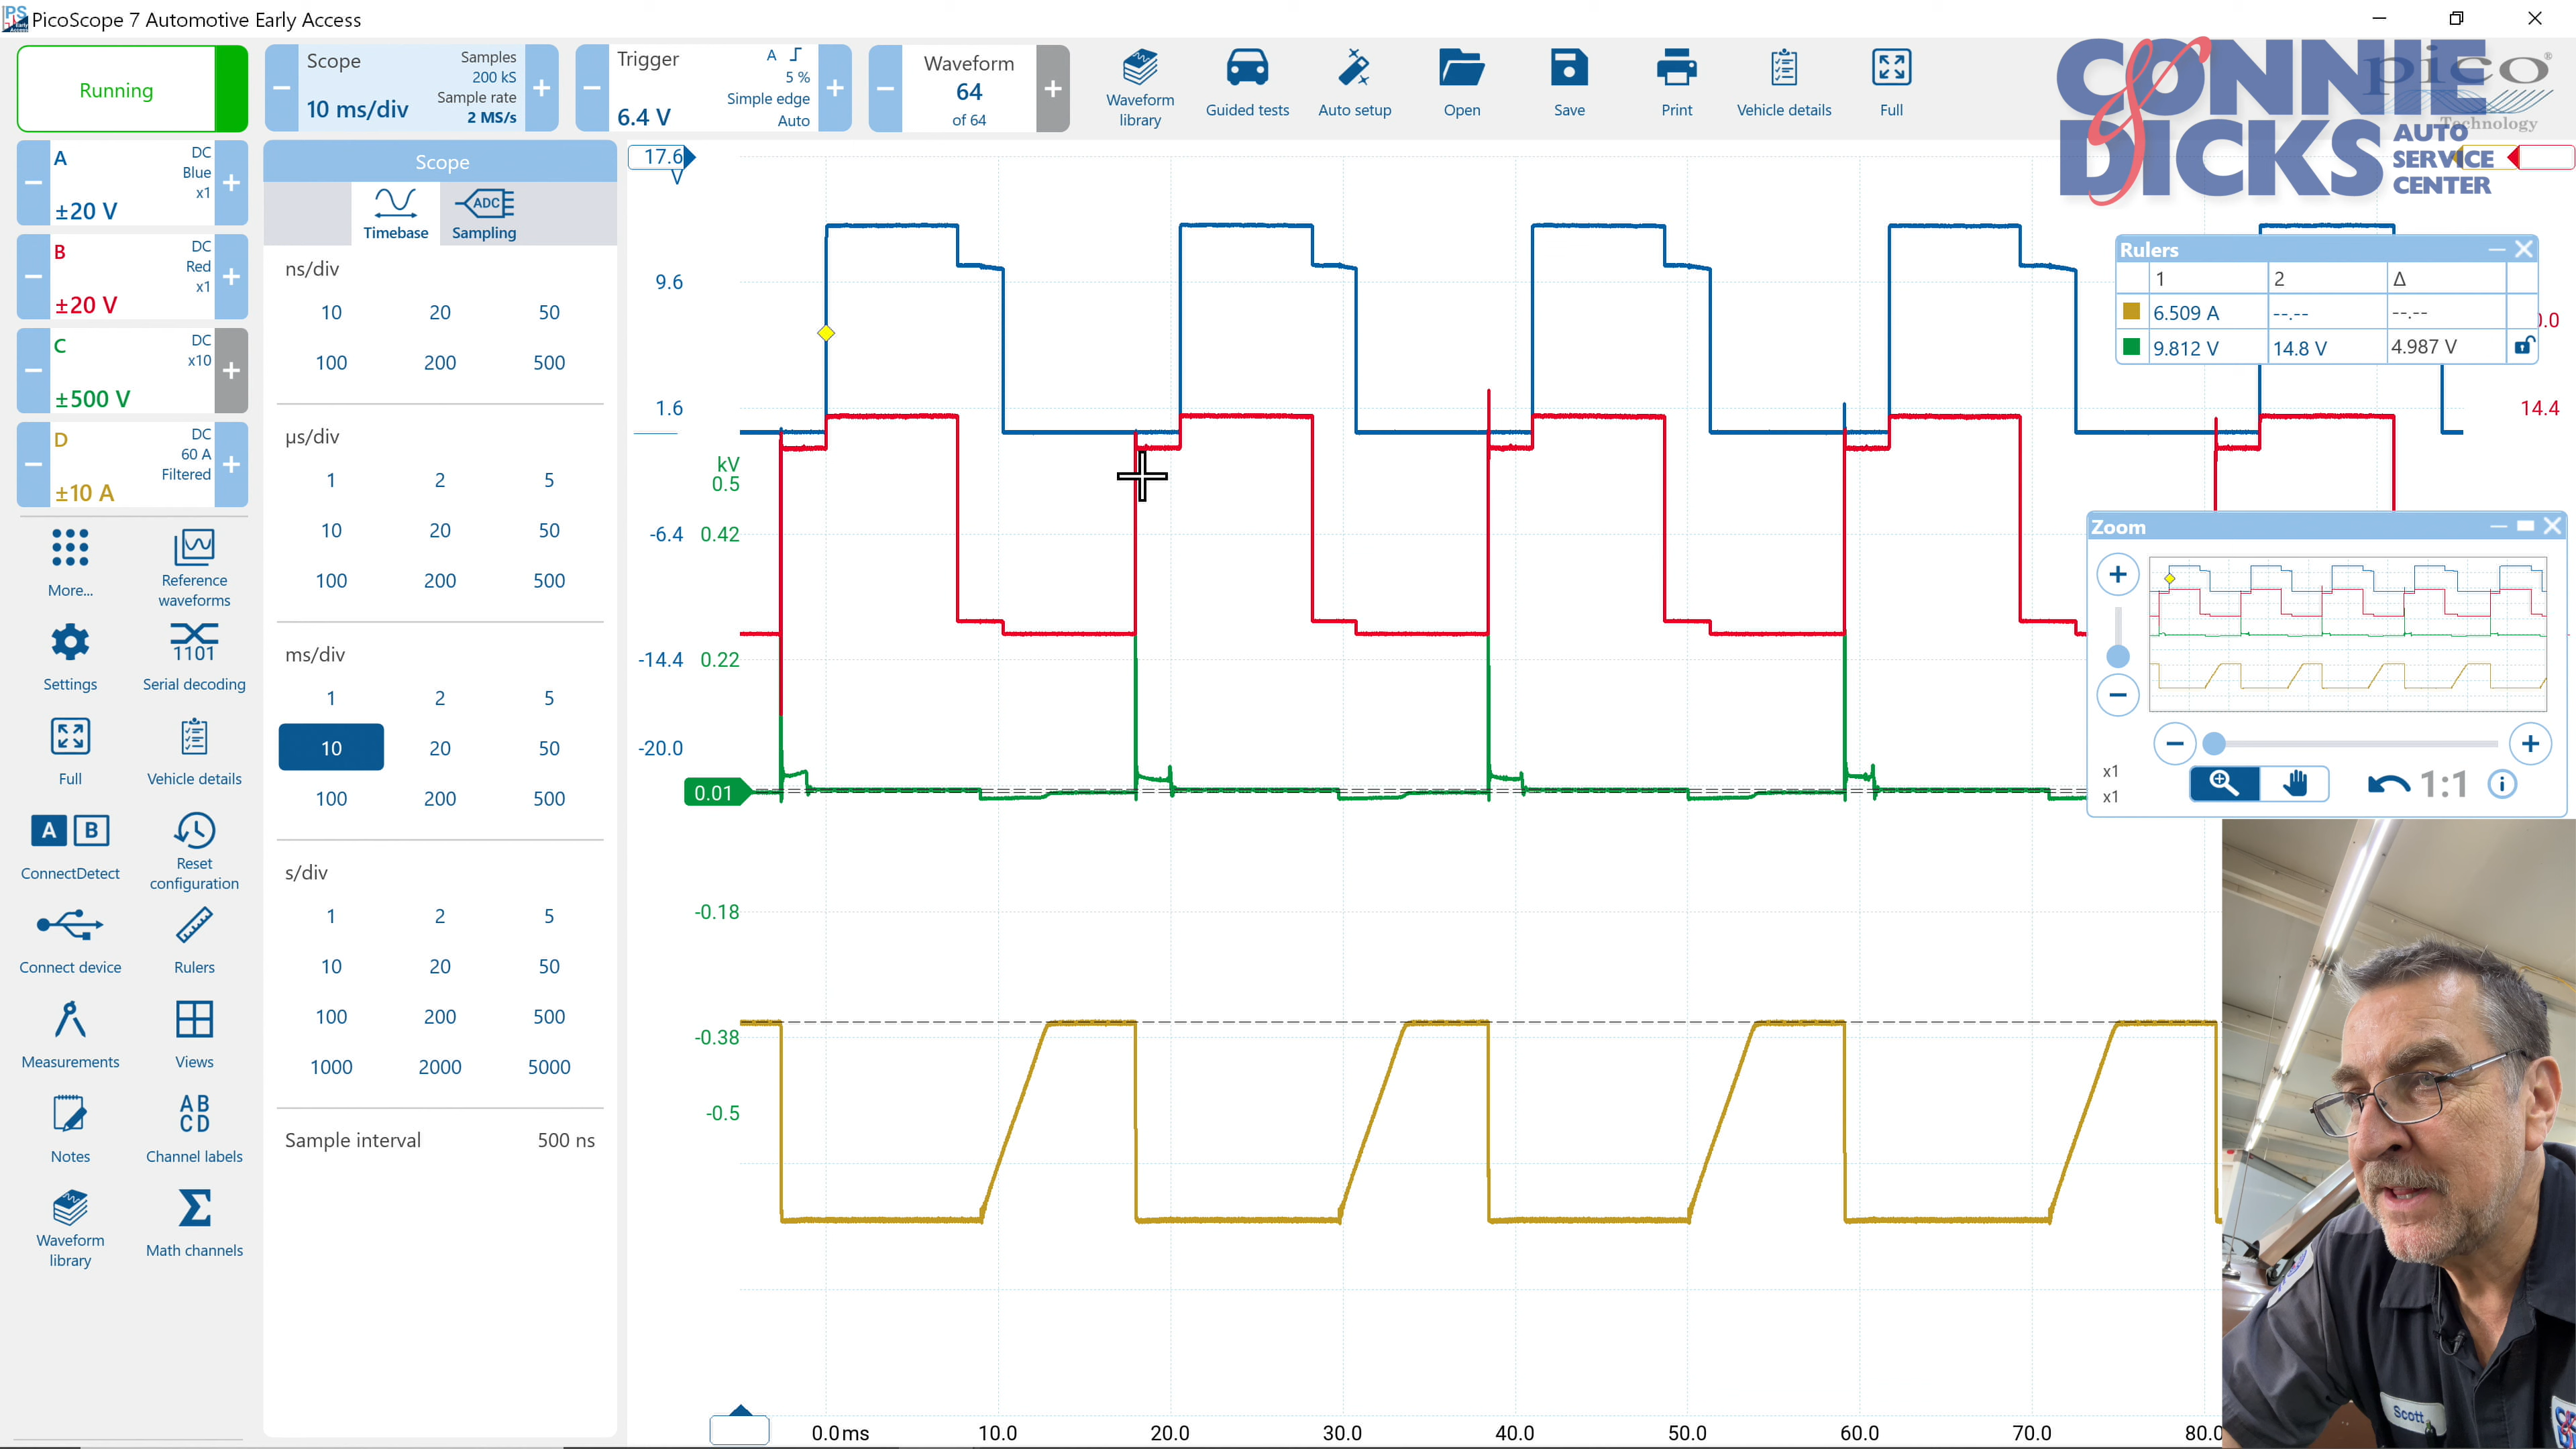 PicoScope 7 Automotive Early Access
Running
Scope
10 ms/div
Samples
200 kS
Sample rate
2 MS/s
Trigger
6.4 V
A
5 %
Simple edge
Auto
Waveform
64
of 64
Waveform
library
Guided tests
Auto setup
Open
Save
Print
Vehicle details
Full
CONNIE
&
DICKS
AUTO
SERVICE
CENTER
pico
Technology
A
DC
Blue
x1
±20 V
B
DC
Red
x1
±20 V
C
DC
x10
±500 V
D
DC
60 A
Filtered
±10 A
More...
Reference
waveforms
Settings
1101
Serial decoding
Full
Vehicle details
A B
ConnectDetect
Reset
configuration
Connect device
Rulers
Measurements
Views
Notes
AB
CD
Channel labels
Waveform
library
Math channels
Scope
Timebase
ADC
Sampling
ns/div
10 20 50
100 200 500
µs/div
1 2 5
10 20 50
100 200 500
ms/div
1 2 5
10 20 50
100 200 500
s/div
1 2 5
10 20 50
100 200 500
1000 2000 5000
Sample interval 500 ns
17.6
V
9.6
1.6
-6.4
-14.4
-20.0
kV
0.5
0.42
0.22
0.01
-0.18
-0.38
-0.5
0.0ms 10.0 20.0 30.0 40.0 50.0 60.0 70.0 80.0
Rulers
1 2 Δ
6.509 A --.-- --.--
9.812 V 14.8 V 4.987 V
14.4
Zoom
x1
x1
1:1
Scott